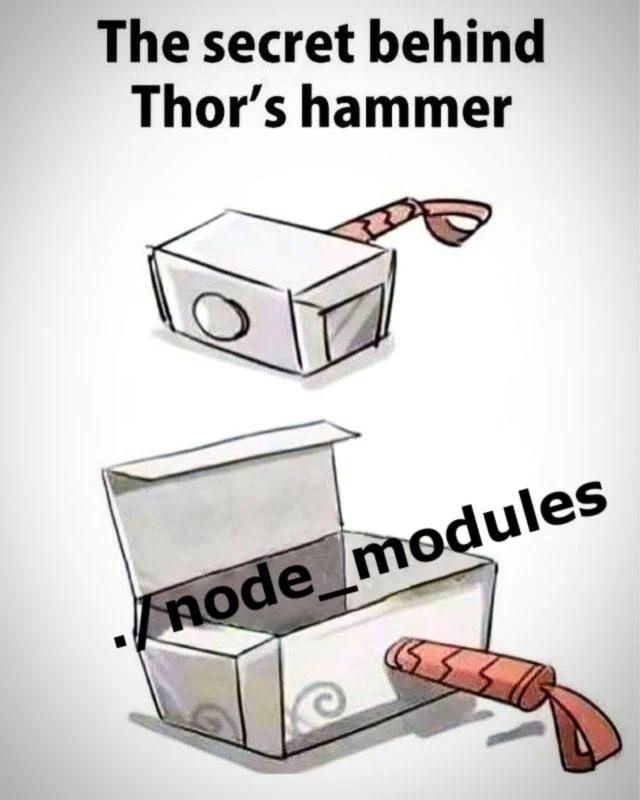 The secret behind
Thor's hammer
./node_modules